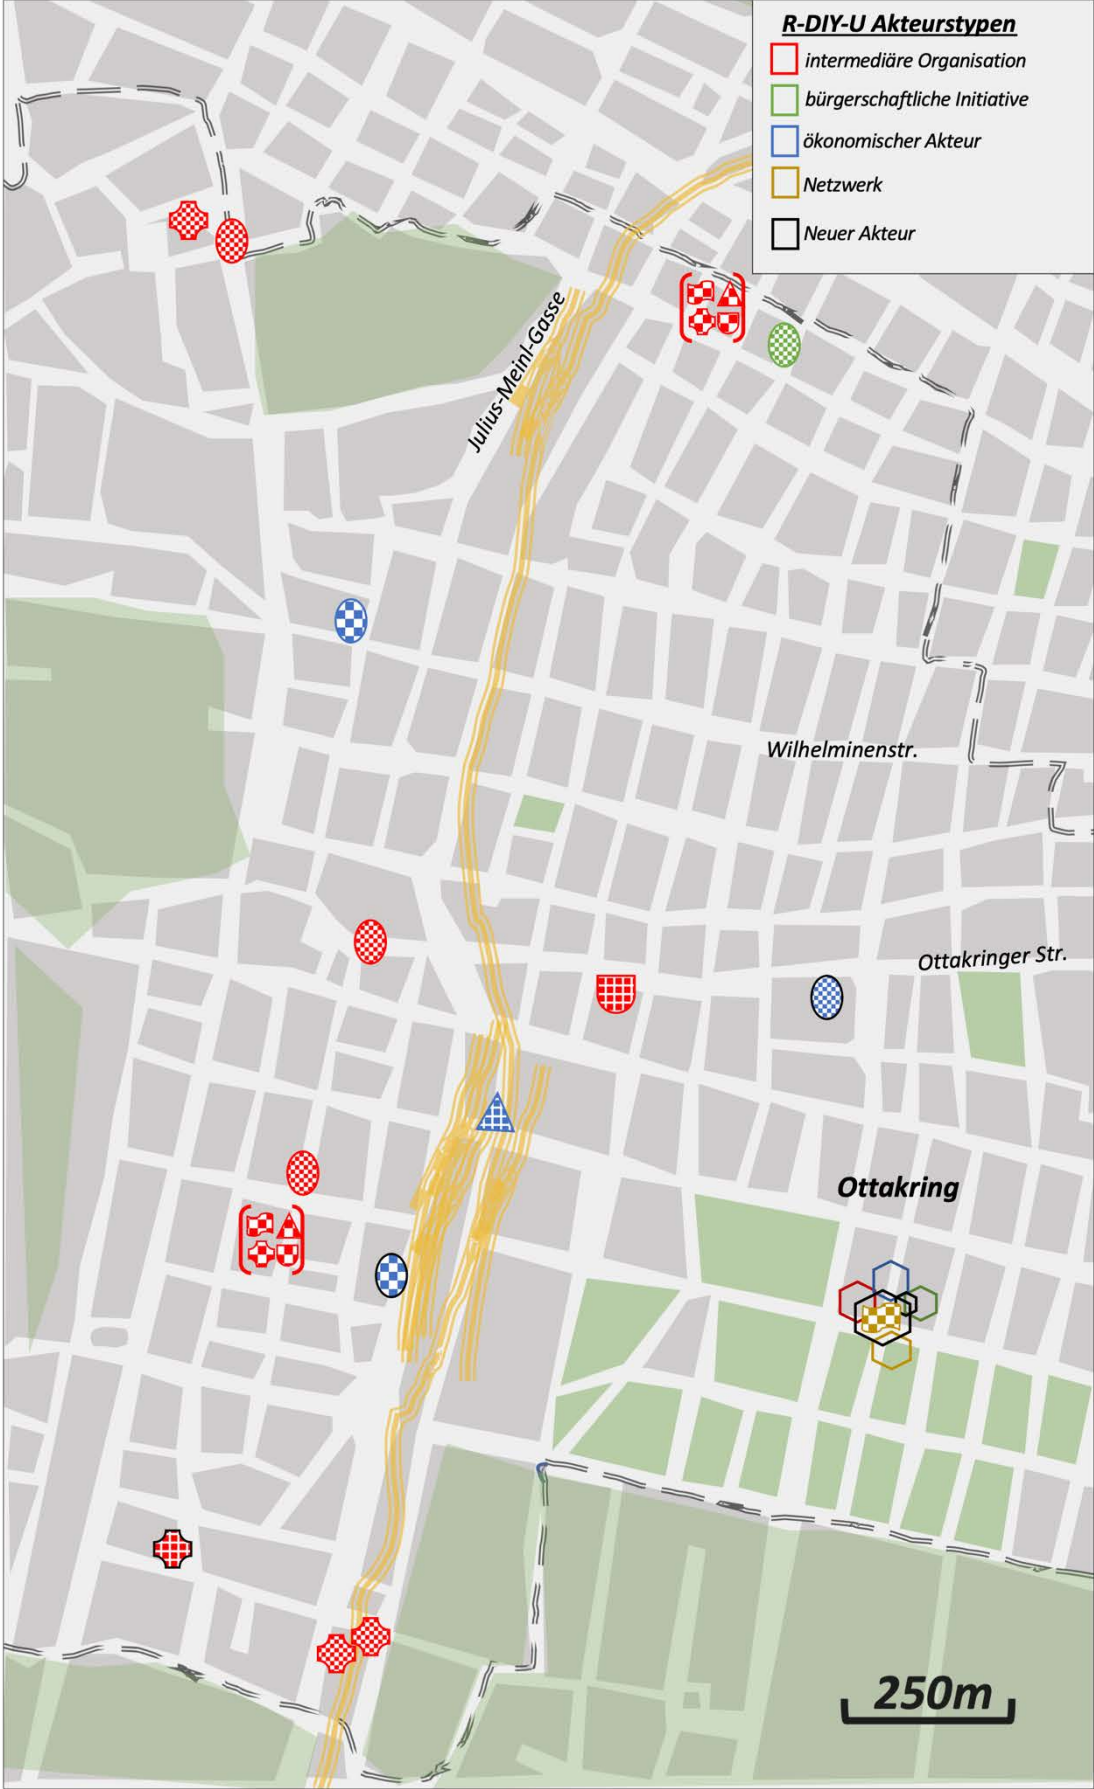 R-DIY-U Akteurstypen
intermediäre Organisation
bürgerschaftliche Initiative
ökonomischer Akteur
Netzwerk
Neuer Akteur
Julius-Meinl-Gasse
Wilhelminenstr.
Ottakringer Str.
Ottakring
250m